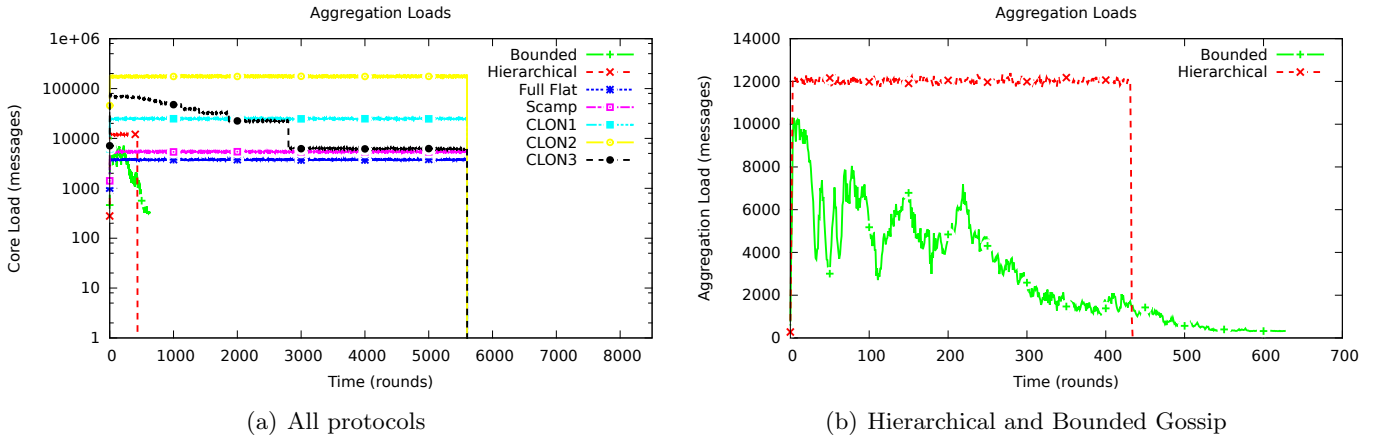 Aggregation Loads
1e+06
100000
10000
1000
100
10
1
Core Load (messages)
Bounded
Hierarchical
Full Flat
Scamp
CLON1
CLON2
CLON3
0 1000 2000 3000 4000 5000 6000 7000 8000
Time (rounds)
(a) All protocols
Aggregation Loads
14000
12000
10000
8000
6000
4000
2000
0
Aggregation Load (messages)
Bounded
Hierarchical
0 100 200 300 400 500 600 700
Time (rounds)
(b) Hierarchical and Bounded Gossip